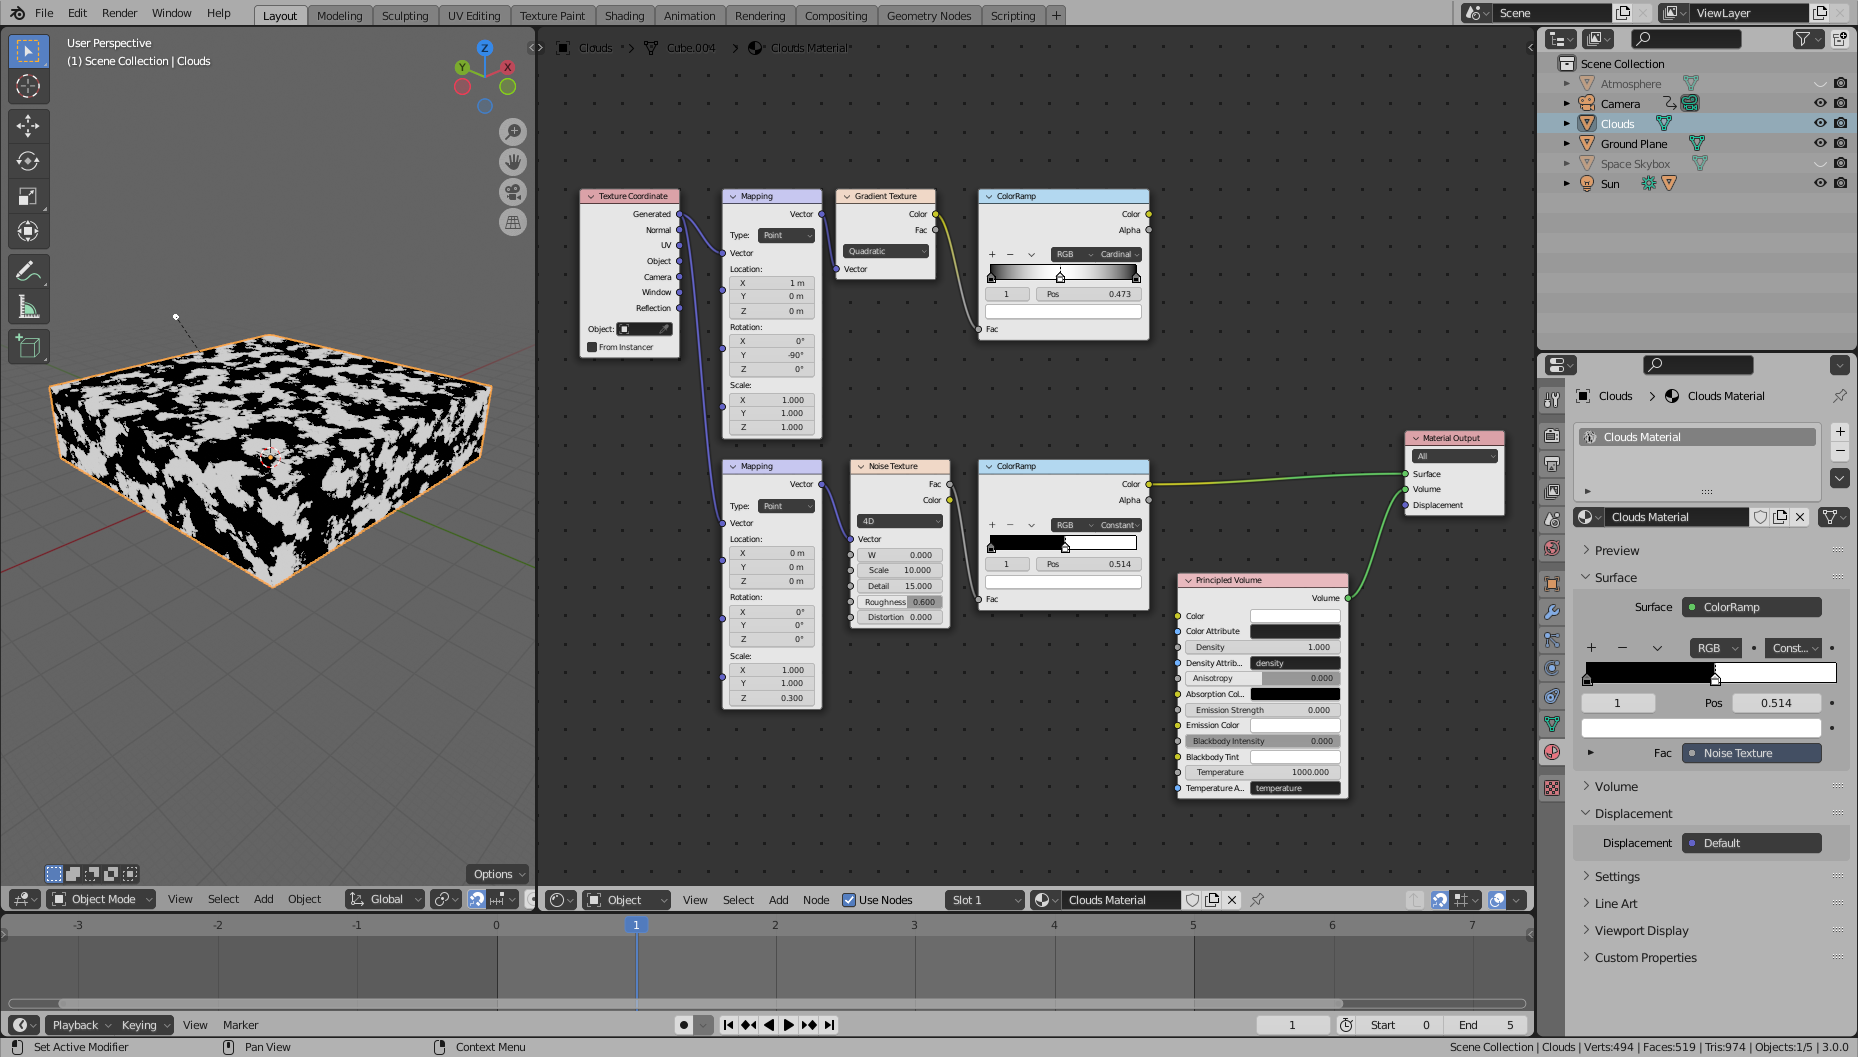 File Edit Render Window Help
Layout Modeling Sculpting UV Editing Texture Paint Shading Animation Rendering Compositing Geometry Nodes Scripting +
Scene
ViewLayer
User Perspective
(1) Scene Collection | Clouds
Z
Y
X
Options
Object Mode
View Select Add Object
Global
Clouds > Cube.004 > Clouds Material
Texture Coordinate
Generated
Normal
UV
Object
Camera
Window
Reflection
Object:
From Instancer
Mapping
Vector
Type: Point
Vector
Location:
X 1 m
Y 0 m
Z 0 m
Rotation:
X 0°
Y -90°
Z 0°
Scale:
X 1.000
Y 1.000
Z 1.000
Gradient Texture
Color
Fac
Quadratic
Vector
ColorRamp
Color
Alpha
RGB Cardinal
1 Pos 0.473
Fac
Mapping
Vector
Type: Point
Vector
Location:
X 0 m
Y 0 m
Z 0 m
Rotation:
X 0°
Y 0°
Z 0°
Scale:
X 1.000
Y 1.000
Z 0.300
Noise Texture
Fac
Color
4D
Vector
W 0.000
Scale 10.000
Detail 15.000
Roughness 0.600
Distortion 0.000
ColorRamp
Color
Alpha
RGB Constant
1 Pos 0.514
Fac
Principled Volume
Volume
Color
Color Attribute
Density 1.000
Density Attrib... density
Anisotropy 0.000
Absorption Col...
Emission Strength 0.000
Emission Color
Blackbody Intensity 0.000
Blackbody Tint
Temperature 1000.000
Temperature A... temperature
Material Output
All
Surface
Volume
Displacement
Object
View Select Add Node Use Nodes
Slot 1
Clouds Material
Scene Collection
Atmosphere
Camera
Clouds
Ground Plane
Space Skybox
Sun
Clouds > Clouds Material
Clouds Material
Clouds Material
Preview
Surface
Surface ColorRamp
RGB Const...
1 Pos 0.514
Fac Noise Texture
Volume
Displacement
Displacement Default
Settings
Line Art
Viewport Display
Custom Properties
-3 -2 -1 0 1 2 3 4 5 6 7
Playback Keying View Marker
1
Start 0
End 5
Set Active Modifier
Pan View
Context Menu
Scene Collection | Clouds | Verts:494 | Faces:519 | Tris:974 | Objects:1/5 | 3.0.0